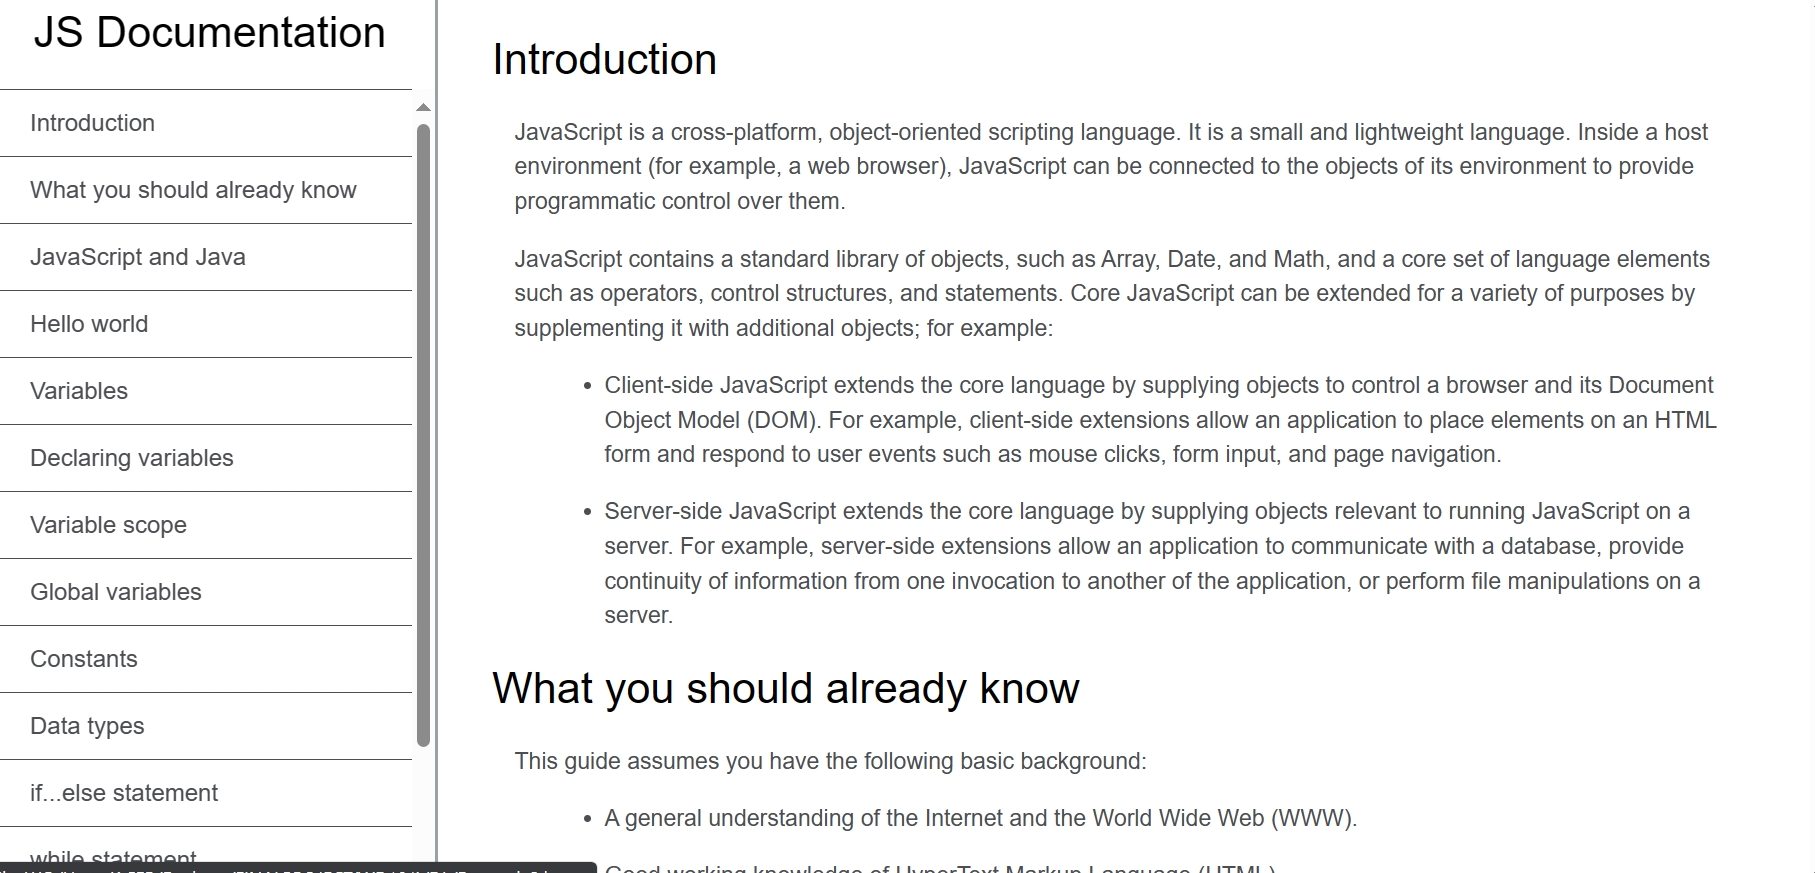 JS Documentation
Introduction
What you should already know
JavaScript and Java
Hello world
Variables
Declaring variables
Variable scope
Global variables
Constants
Data types
if...else statement
while statement
Introduction
JavaScript is a cross-platform, object-oriented scripting language. It is a small and lightweight language. Inside a host
environment (for example, a web browser), JavaScript can be connected to the objects of its environment to provide
programmatic control over them.
JavaScript contains a standard library of objects, such as Array, Date, and Math, and a core set of language elements
such as operators, control structures, and statements. Core JavaScript can be extended for a variety of purposes by
supplementing it with additional objects; for example:
• Client-side JavaScript extends the core language by supplying objects to control a browser and its Document
Object Model (DOM). For example, client-side extensions allow an application to place elements on an HTML
form and respond to user events such as mouse clicks, form input, and page navigation.
• Server-side JavaScript extends the core language by supplying objects relevant to running JavaScript on a
server. For example, server-side extensions allow an application to communicate with a database, provide
continuity of information from one invocation to another of the application, or perform file manipulations on a
server.
What you should already know
This guide assumes you have the following basic background:
• A general understanding of the Internet and the World Wide Web (WWW).
Good working knowledge of HyperText Markup Language (HTML)